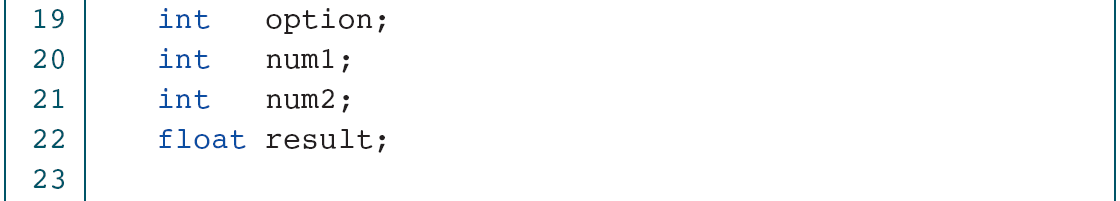 19 int option;
20 int num1;
21 int num2;
22 float result;
23